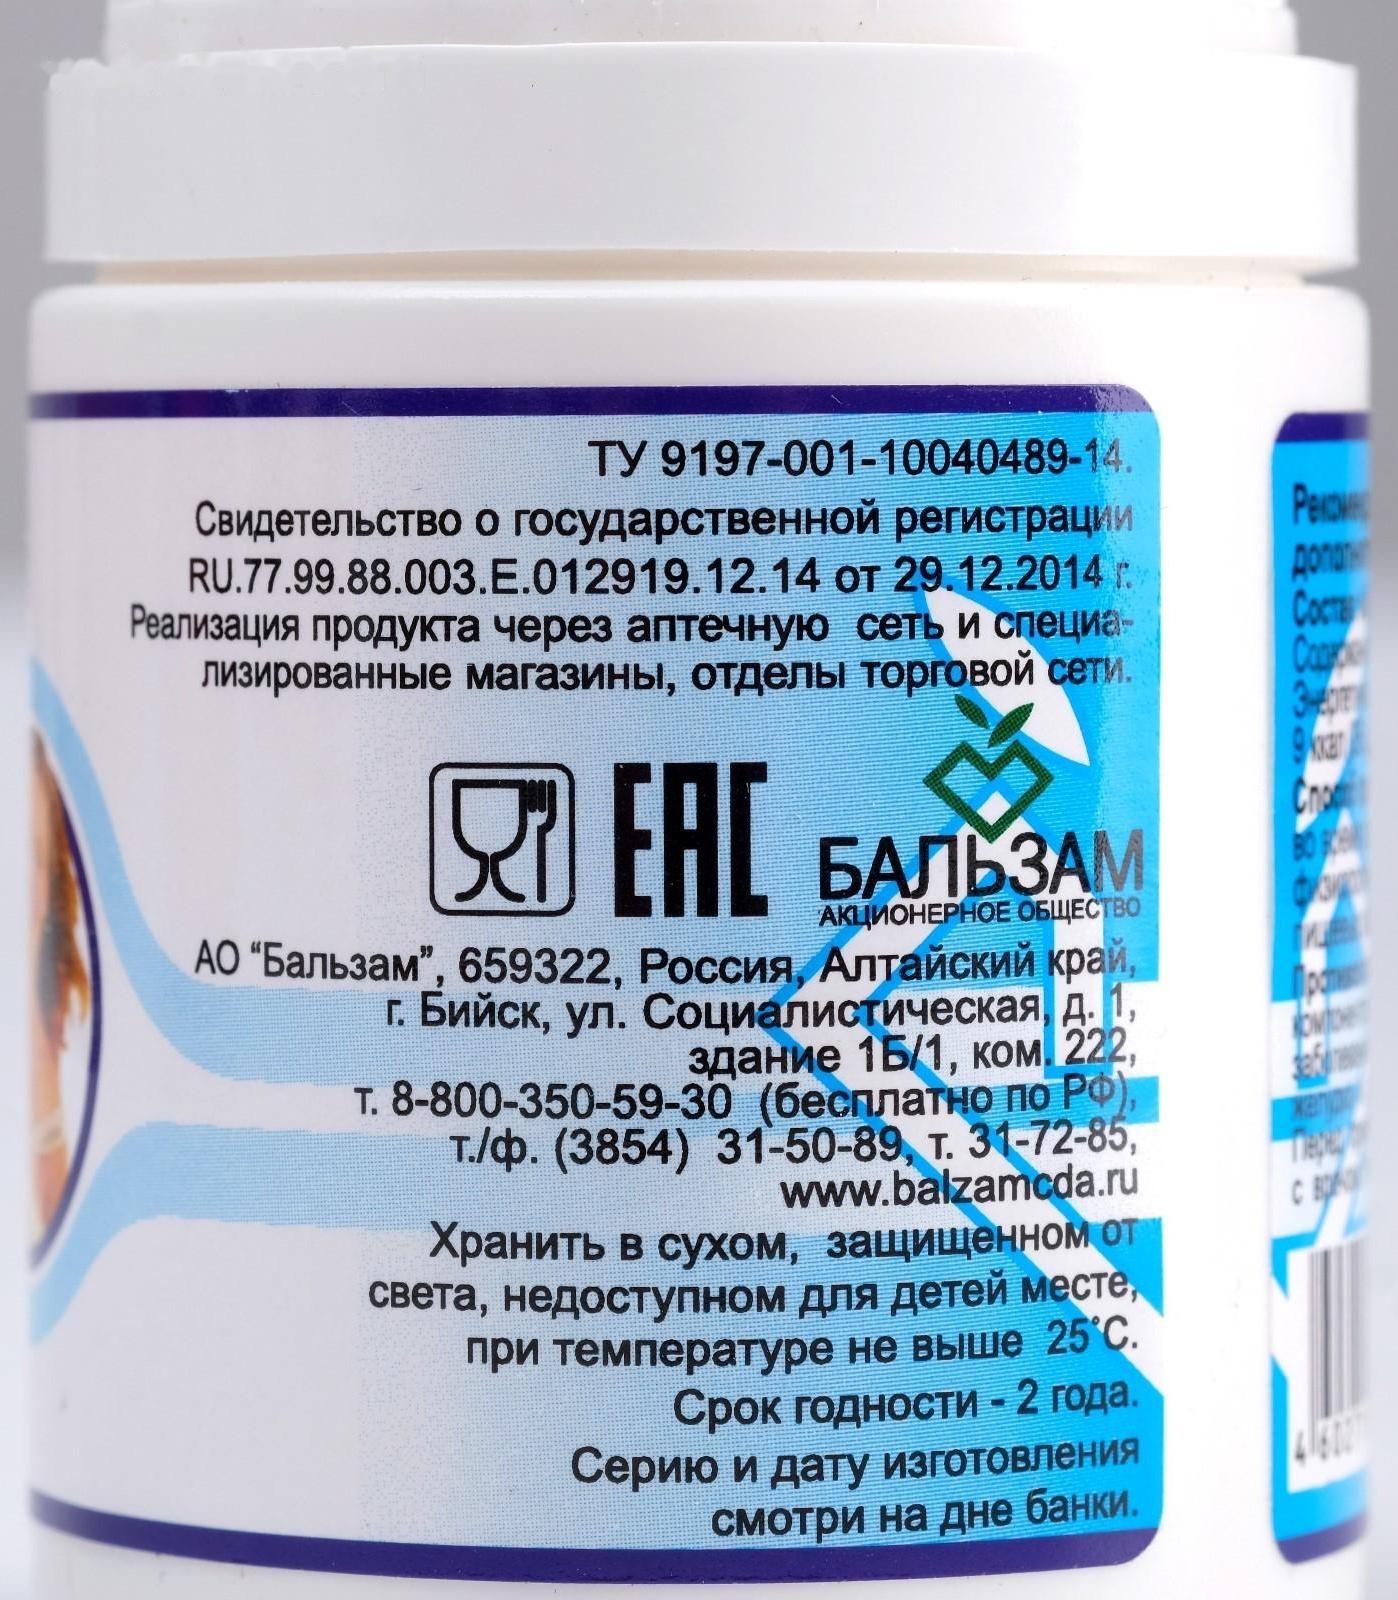 ТУ 9197-001-10040489-14.
Свидетельство о государственной регистрации
RU.77.99.88.003.Е.012919.12.14 от 29.12.2014 г.
Реализация продукта через аптечную сеть и специа-
лизированные магазины, отделы торговой сети.
ЕАС
БАЛЬЗАМ
АКЦИОНЕРНОЕ ОБЩЕСТВО
АО “Бальзам”, 659322, Россия, Алтайский край,
г. Бийск, ул. Социалистическая, д. 1,
здание 1Б/1, ком. 222,
т. 8-800-350-59-30 (бесплатно по РФ),
т./ф. (3854) 31-50-89, т. 31-72-85,
www.balzamcda.ru
Хранить в сухом, защищенном от
света, недоступном для детей месте,
при температуре не выше 25°С.
Срок годности - 2 года.
Серию и дату изготовления
смотри на дне банки.